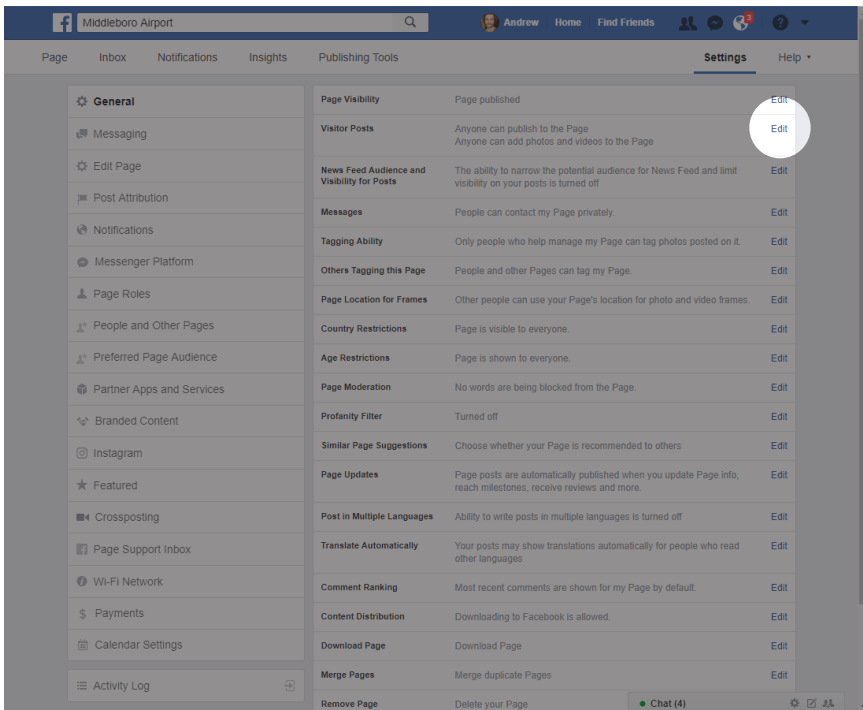 Middleboro Airport
Andrew Home Find Friends 3
Page Inbox Notifications Insights Publishing Tools Settings Help
General
Messaging
Edit Page
Post Attribution
Notifications
Messenger Platform
Page Roles
People and Other Pages
Preferred Page Audience
Partner Apps and Services
Branded Content
Instagram
Featured
Crossposting
Page Support Inbox
Wi-Fi Network
Payments
Calendar Settings
Activity Log
Page Visibility Page published Edit
Visitor Posts Anyone can publish to the Page Edit
Anyone can add photos and videos to the Page
News Feed Audience and The ability to narrow the potential audience for News Feed and limit Edit
Visibility for Posts visibility on your posts is turned off
Messages People can contact my Page privately. Edit
Tagging Ability Only people who help manage my Page can tag photos posted on it. Edit
Others Tagging this Page People and other Pages can tag my Page. Edit
Page Location for Frames Other people can use your Page's location for photo and video frames. Edit
Country Restrictions Page is visible to everyone. Edit
Age Restrictions Page is shown to everyone. Edit
Page Moderation No words are being blocked from the Page. Edit
Profanity Filter Turned off Edit
Similar Page Suggestions Choose whether your Page is recommended to others Edit
Page Updates Page posts are automatically published when you update Page info, Edit
reach milestones, receive reviews and more.
Post in Multiple Languages Ability to write posts in multiple languages is turned off Edit
Translate Automatically Your posts may show translations automatically for people who read Edit
other languages
Comment Ranking Most recent comments are shown for my Page by default. Edit
Content Distribution Downloading to Facebook is allowed. Edit
Download Page Download Page Edit
Merge Pages Merge duplicate Pages Edit
Remove Page Delete your Page
Chat (4)